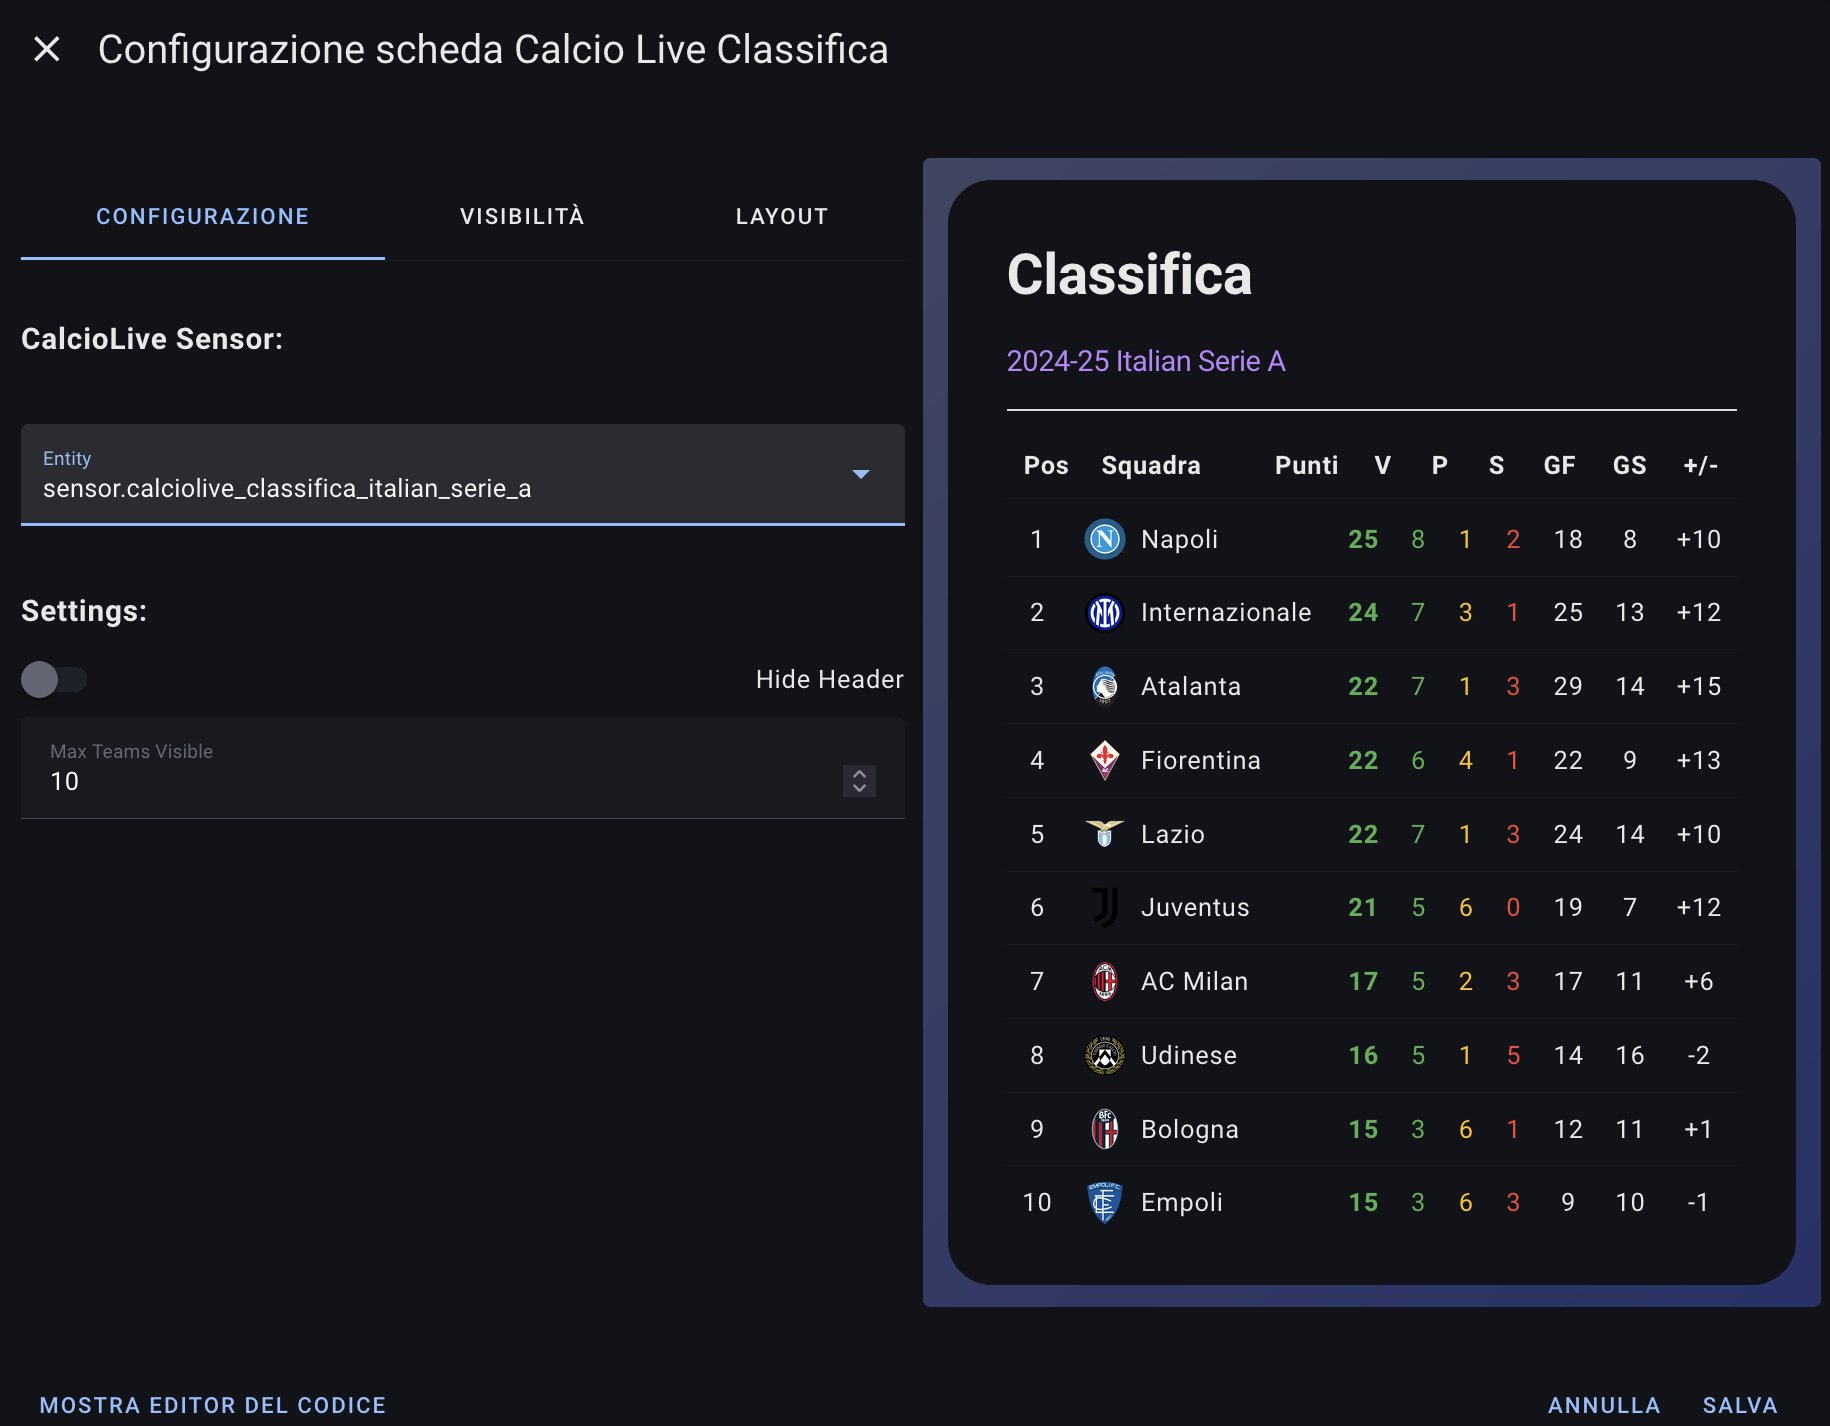 Configurazione scheda Calcio Live Classifica
CONFIGURAZIONE VISIBILITÀ LAYOUT
CalcioLive Sensor:
Entity
sensor.calciolive_classifica_italian_serie_a
Settings:
Hide Header
Max Teams Visible
10
Classifica
2024-25 Italian Serie A
Pos Squadra Punti V P S GF GS +/-
1 Napoli 25 8 1 2 18 8 +10
2 Internazionale 24 7 3 1 25 13 +12
3 Atalanta 22 7 1 3 29 14 +15
4 Fiorentina 22 6 4 1 22 9 +13
5 Lazio 22 7 1 3 24 14 +10
6 Juventus 21 5 6 0 19 7 +12
7 AC Milan 17 5 2 3 17 11 +6
8 Udinese 16 5 1 5 14 16 -2
9 Bologna 15 3 6 1 12 11 +1
10 Empoli 15 3 6 3 9 10 -1
MOSTRA EDITOR DEL CODICE ANNULLA SALVA